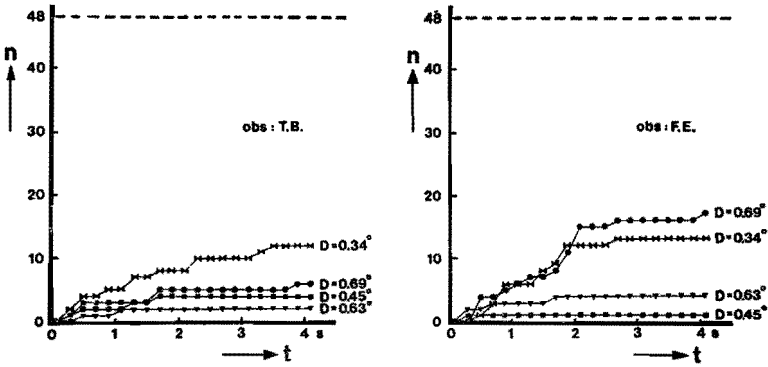 48
n
40
30
20
10
0
obs: T.B.
D=0.34°
D=0.69°
D=0.45°
D=0.63°
0 1 2 3 4 s
t
48
n
40
30
20
10
0
obs: F.E.
D=0.69°
D=0.34°
D=0.63°
D=0.45°
0 1 2 3 4 s
t